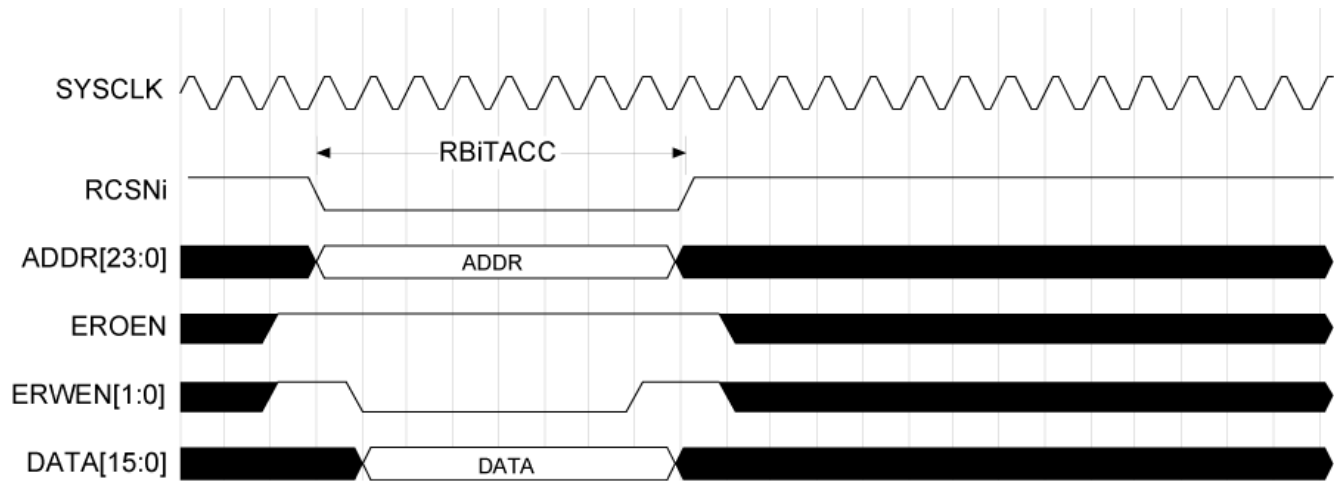 SYSCLK
RBiTACC
RCSNi
ADDR[23:0]
ADDR
EROEN
ERWEN[1:0]
DATA[15:0]
DATA